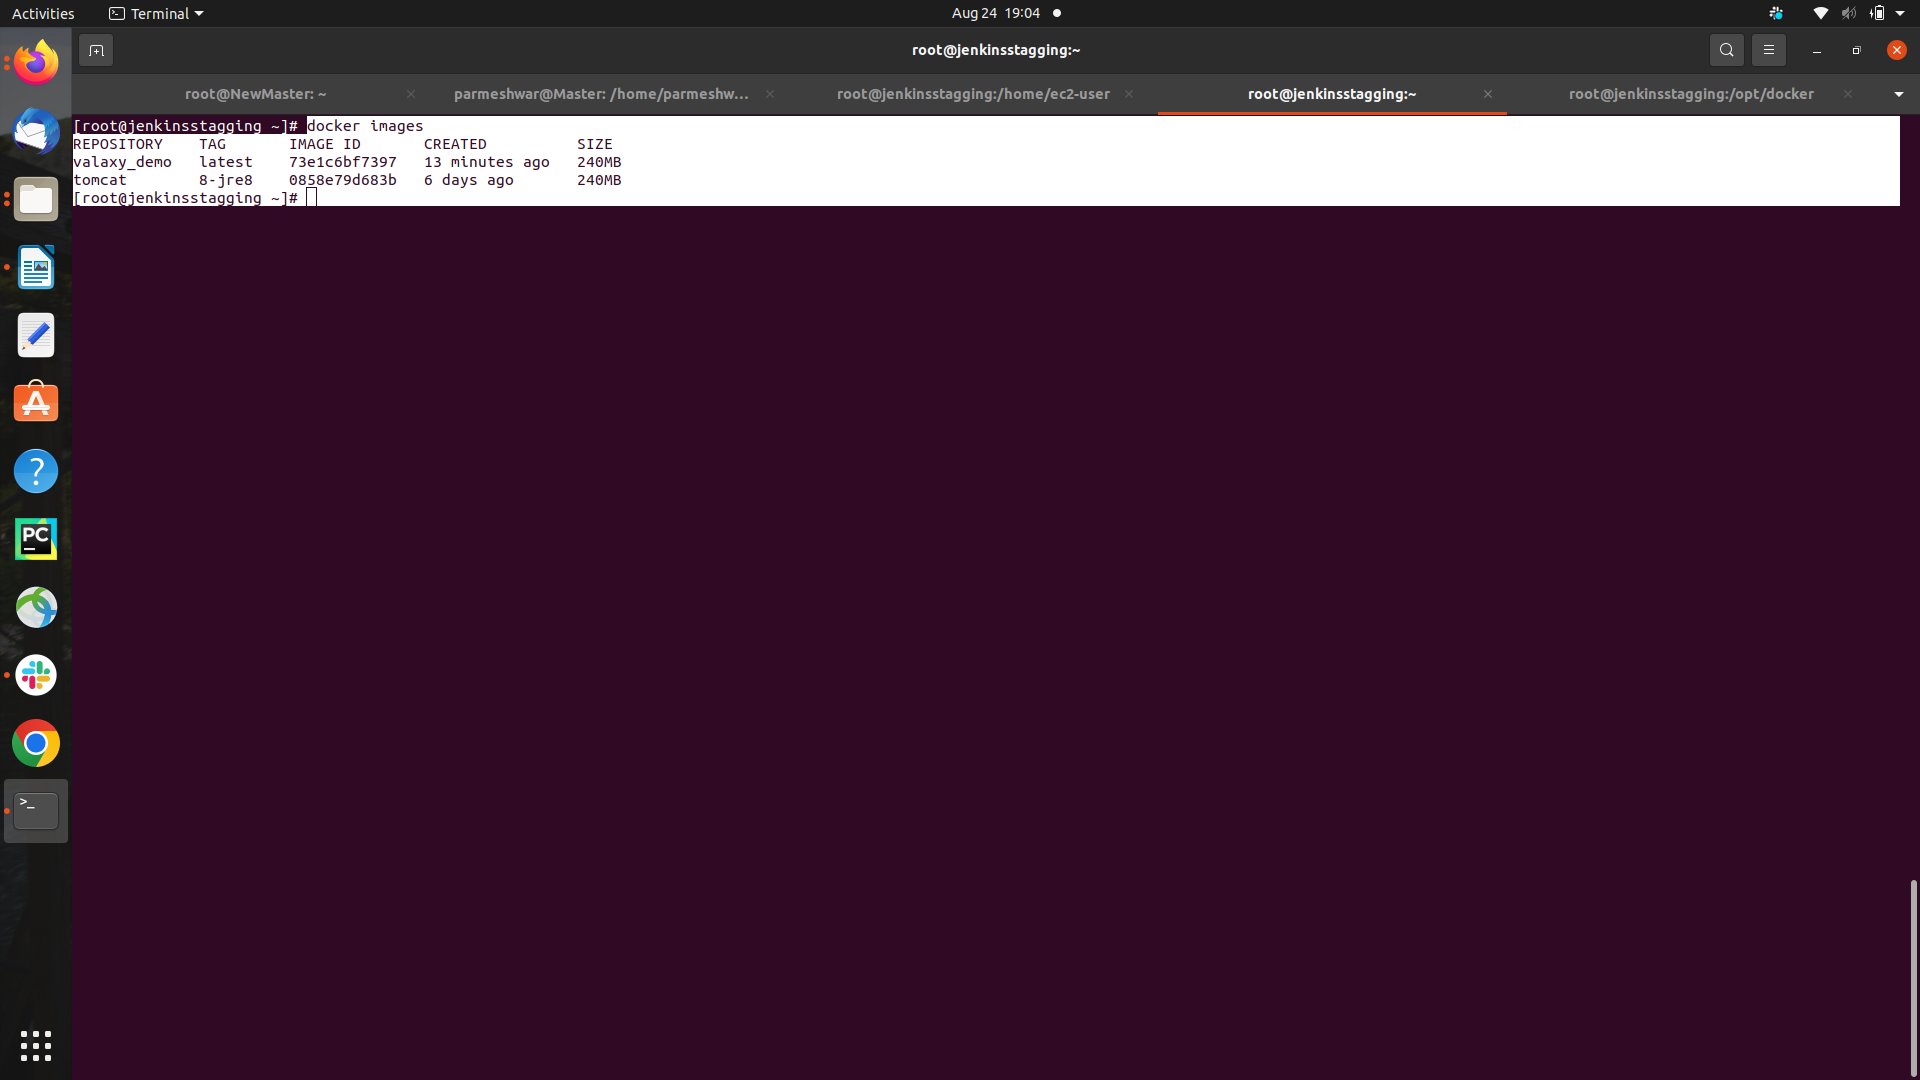 Activities Terminal Aug 24 19:04
root@jenkinsstagging:~
root@NewMaster: ~ parmeshwar@Master: /home/parmeshw... root@jenkinsstagging:/home/ec2-user root@jenkinsstagging:~ root@jenkinsstagging:/opt/docker
[root@jenkinsstagging ~]# docker images
REPOSITORY TAG IMAGE ID CREATED SIZE
valaxy_demo latest 73e1c6bf7397 13 minutes ago 240MB
tomcat 8-jre8 0858e79d683b 6 days ago 240MB
[root@jenkinsstagging ~]#
?
PC
>_